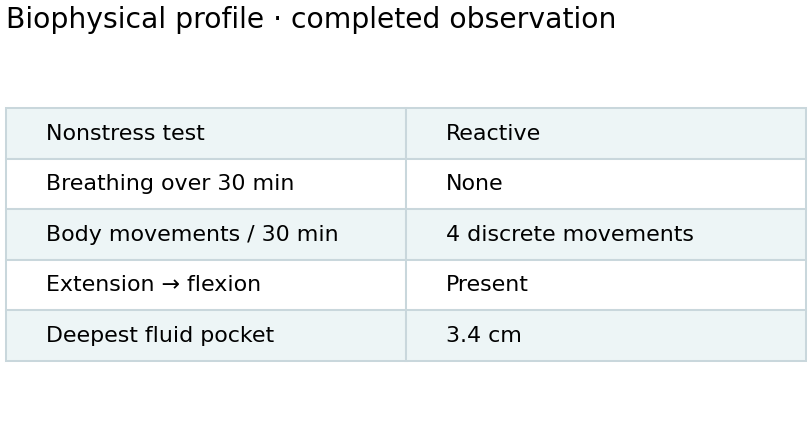 Biophysical profile · completed observation
Nonstress test Reactive
Breathing over 30 min None
Body movements / 30 min 4 discrete movements
Extension → flexion Present
Deepest fluid pocket 3.4 cm